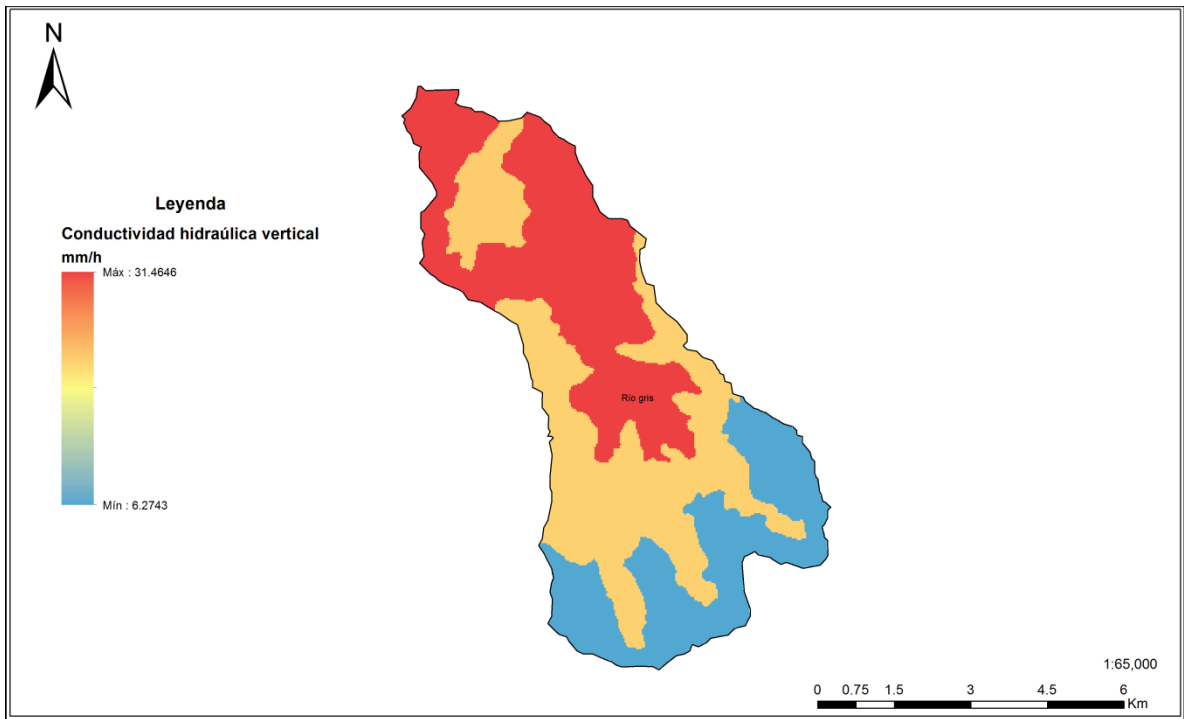 N
Leyenda
Conductividad hidraúlica vertical
mm/h
Máx : 31.4646
Mín : 6.2743
Río gris
1:65,000
0 0.75 1.5 3 4.5 6
Km